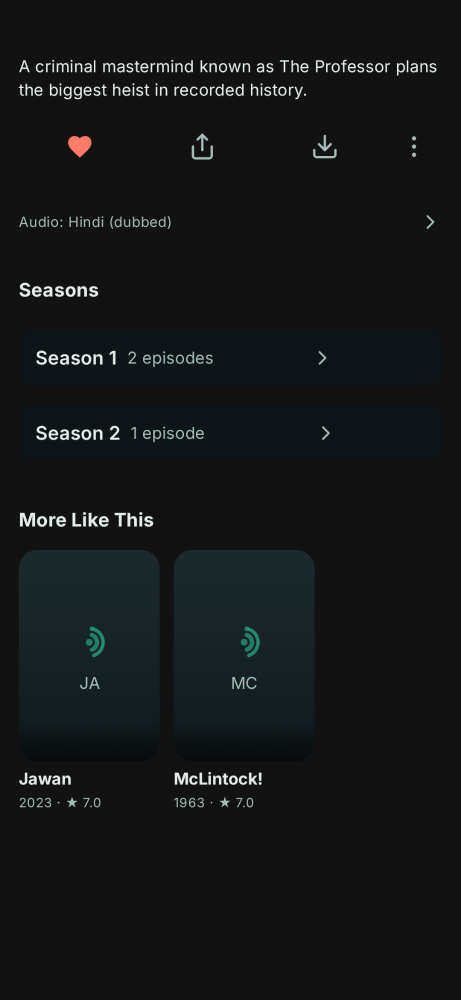 A criminal mastermind known as The Professor plans
the biggest heist in recorded history.
Audio: Hindi (dubbed)
Seasons
Season 1 2 episodes
Season 2 1 episode
More Like This
JA
MC
Jawan
McLintock!
2023 · ★ 7.0
1963 · ★ 7.0